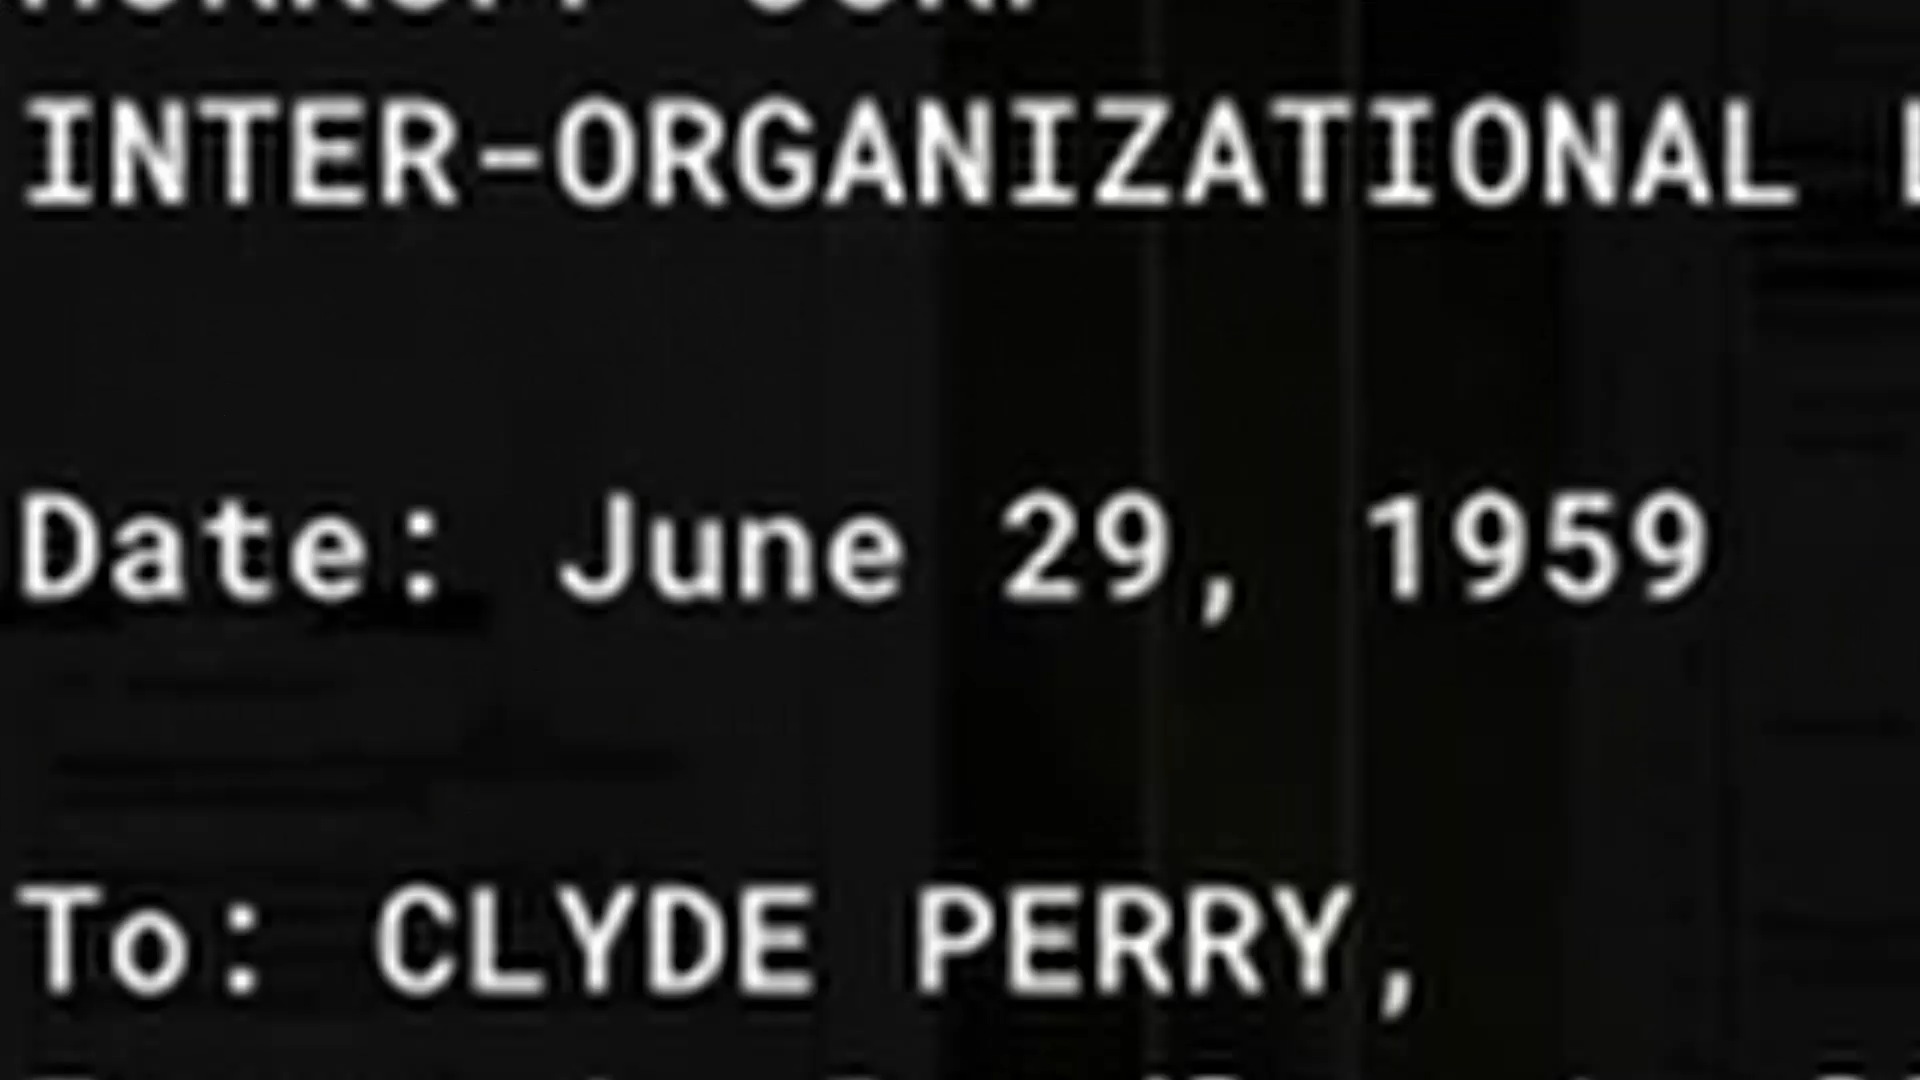 INTER-ORGANIZATIONAL
Date: June 29, 1959
To: CLYDE PERRY,